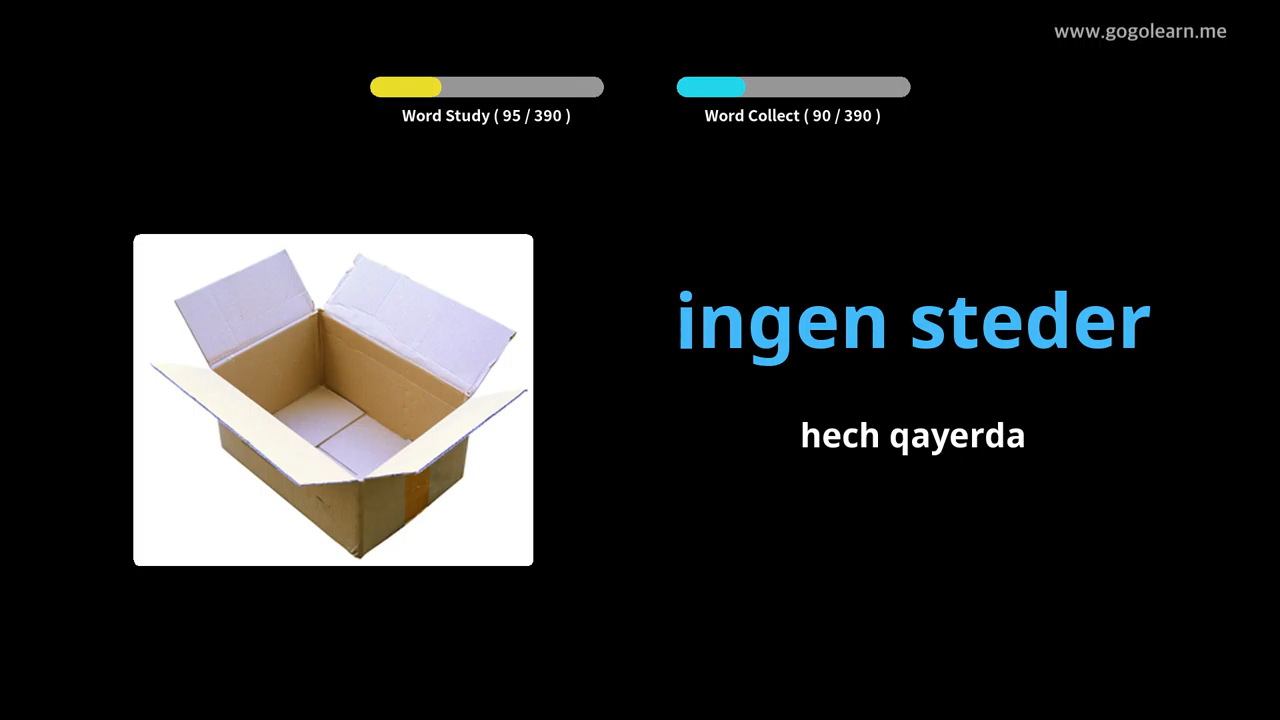 www.gogolearn.me
Word Study ( 95 / 390 )
Word Collect ( 90 / 390 )
ingen steder
hech qayerda